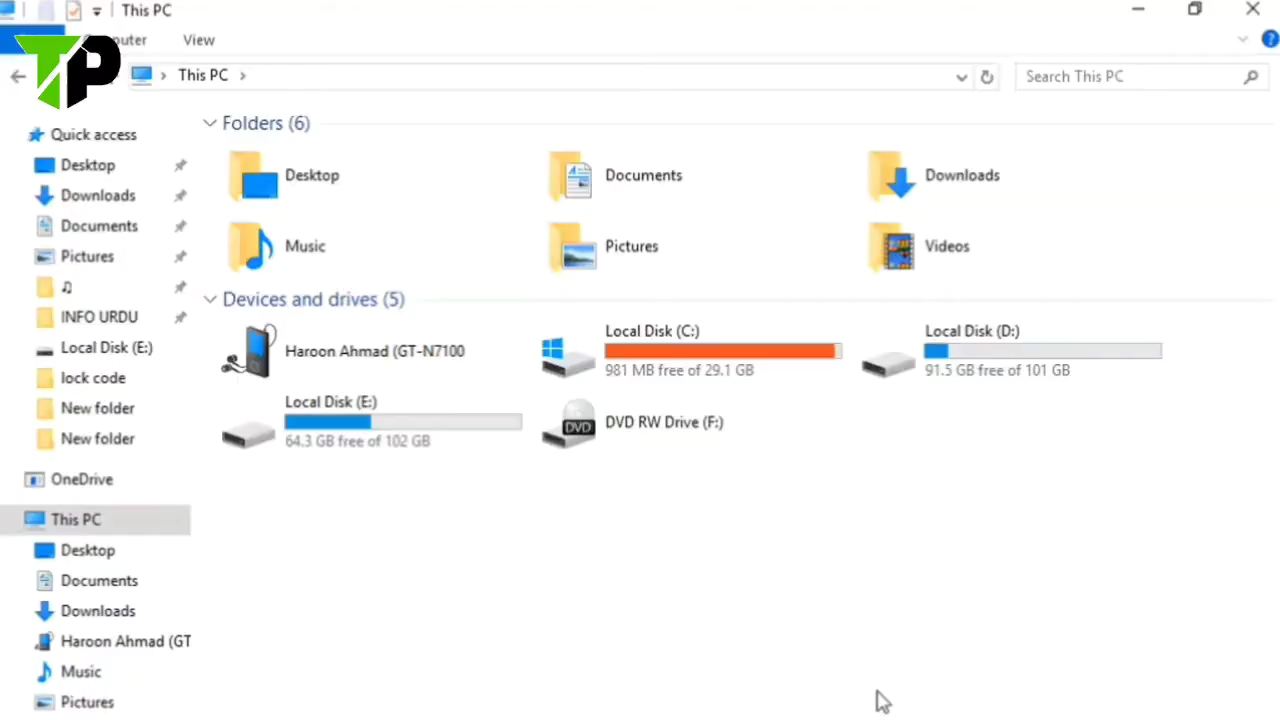 This PC
View
TP
This PC
Search This PC
Quick access
Desktop
Downloads
Documents
Pictures
INFO URDU
Local Disk (E:)
lock code
New folder
New folder
OneDrive
This PC
Desktop
Documents
Downloads
Haroon Ahmad (GT
Music
Pictures
Folders (6)
Desktop
Documents
Downloads
Music
Pictures
Videos
Devices and drives (5)
Haroon Ahmad (GT-N7100
Local Disk (C:)
981 MB free of 29.1 GB
Local Disk (D:)
91.5 GB free of 101 GB
Local Disk (E:)
64.3 GB free of 102 GB
DVD
DVD RW Drive (F:)